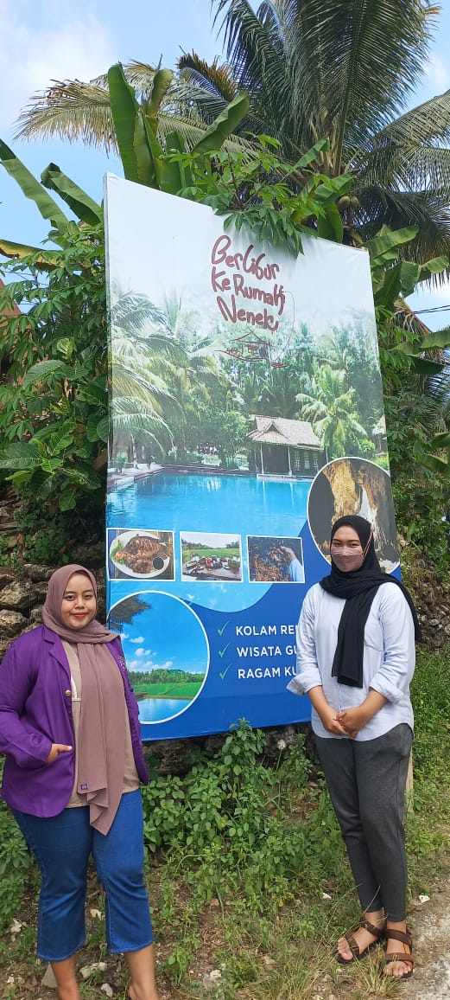 Berlibur
Ke Rumah
Nenek
KOLAM RE
WISATA GU
RAGAM KU